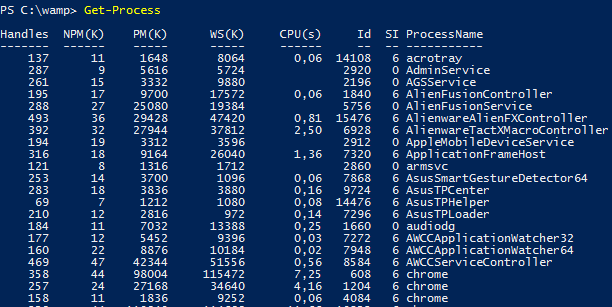 PS C:\wamp> Get-Process
Handles NPM(K) PM(K) WS(K) CPU(s) Id SI ProcessName
------- ------ ----- ----- ------ -- -- -----------
137 11 1648 8064 0,06 14108 6 acrotray
287 9 5616 5724 2920 0 AdminService
261 15 3332 9880 2196 0 AGSService
195 17 9700 17572 0,06 1840 6 AlienFusionController
288 27 25080 19384 5756 0 AlienFusionService
493 36 29428 47420 0,81 15476 6 AlienwareAlienFXController
392 32 27944 37812 2,50 6928 6 AlienwareTactXMacroController
194 19 3312 3596 2912 0 AppleMobileDeviceService
316 18 9164 26040 1,36 7320 6 ApplicationFrameHost
121 8 1316 1712 2860 0 armsvc
253 14 3700 1096 0,06 7868 6 AsusSmartGestureDetector64
283 18 3836 3880 0,16 9724 6 AsusTPCenter
69 7 1212 1080 0,08 14476 6 AsusTPHelper
210 12 2816 972 0,14 7296 6 AsusTPLoader
184 11 7032 13388 0,25 1660 0 audiodg
177 12 5452 9396 0,03 7272 6 AWCCApplicationWatcher32
160 22 8876 10184 0,02 7948 6 AWCCApplicationWatcher64
469 47 42344 51556 0,56 8584 6 AWCCServiceController
358 44 98004 115472 7,25 608 6 chrome
257 24 27168 34640 4,16 1204 6 chrome
158 11 1836 9252 0,06 4084 6 chrome